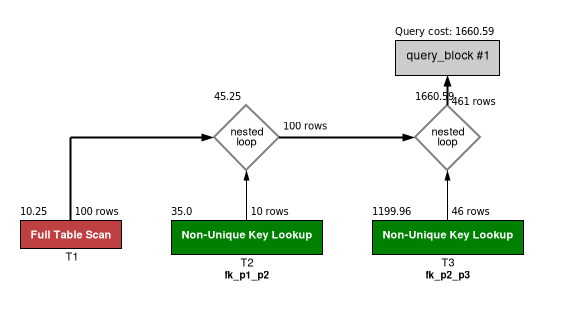 Query cost: 1660.59
query_block #1
45.25
1660.59
461 rows
nested
loop
100 rows
nested
loop
10.25
100 rows
35.0
10 rows
1199.96
46 rows
Full Table Scan
Non-Unique Key Lookup
Non-Unique Key Lookup
T1
T2
T3
fk_p1_p2
fk_p2_p3